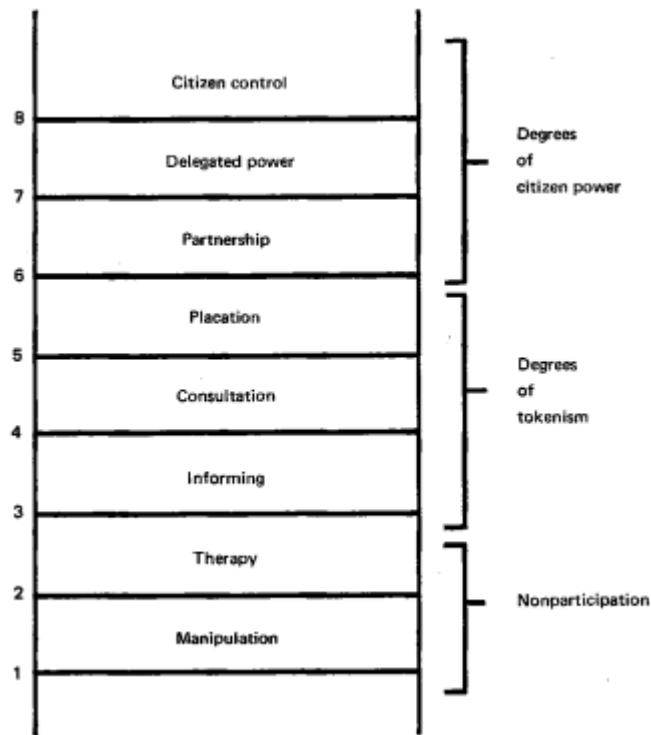 Citizen control
8
Delegated power
7
Partnership
6
Placation
5
Consultation
4
Informing
3
Therapy
2
Manipulation
1
Degrees
of
citizen power
Degrees
of
tokenism
Nonparticipation